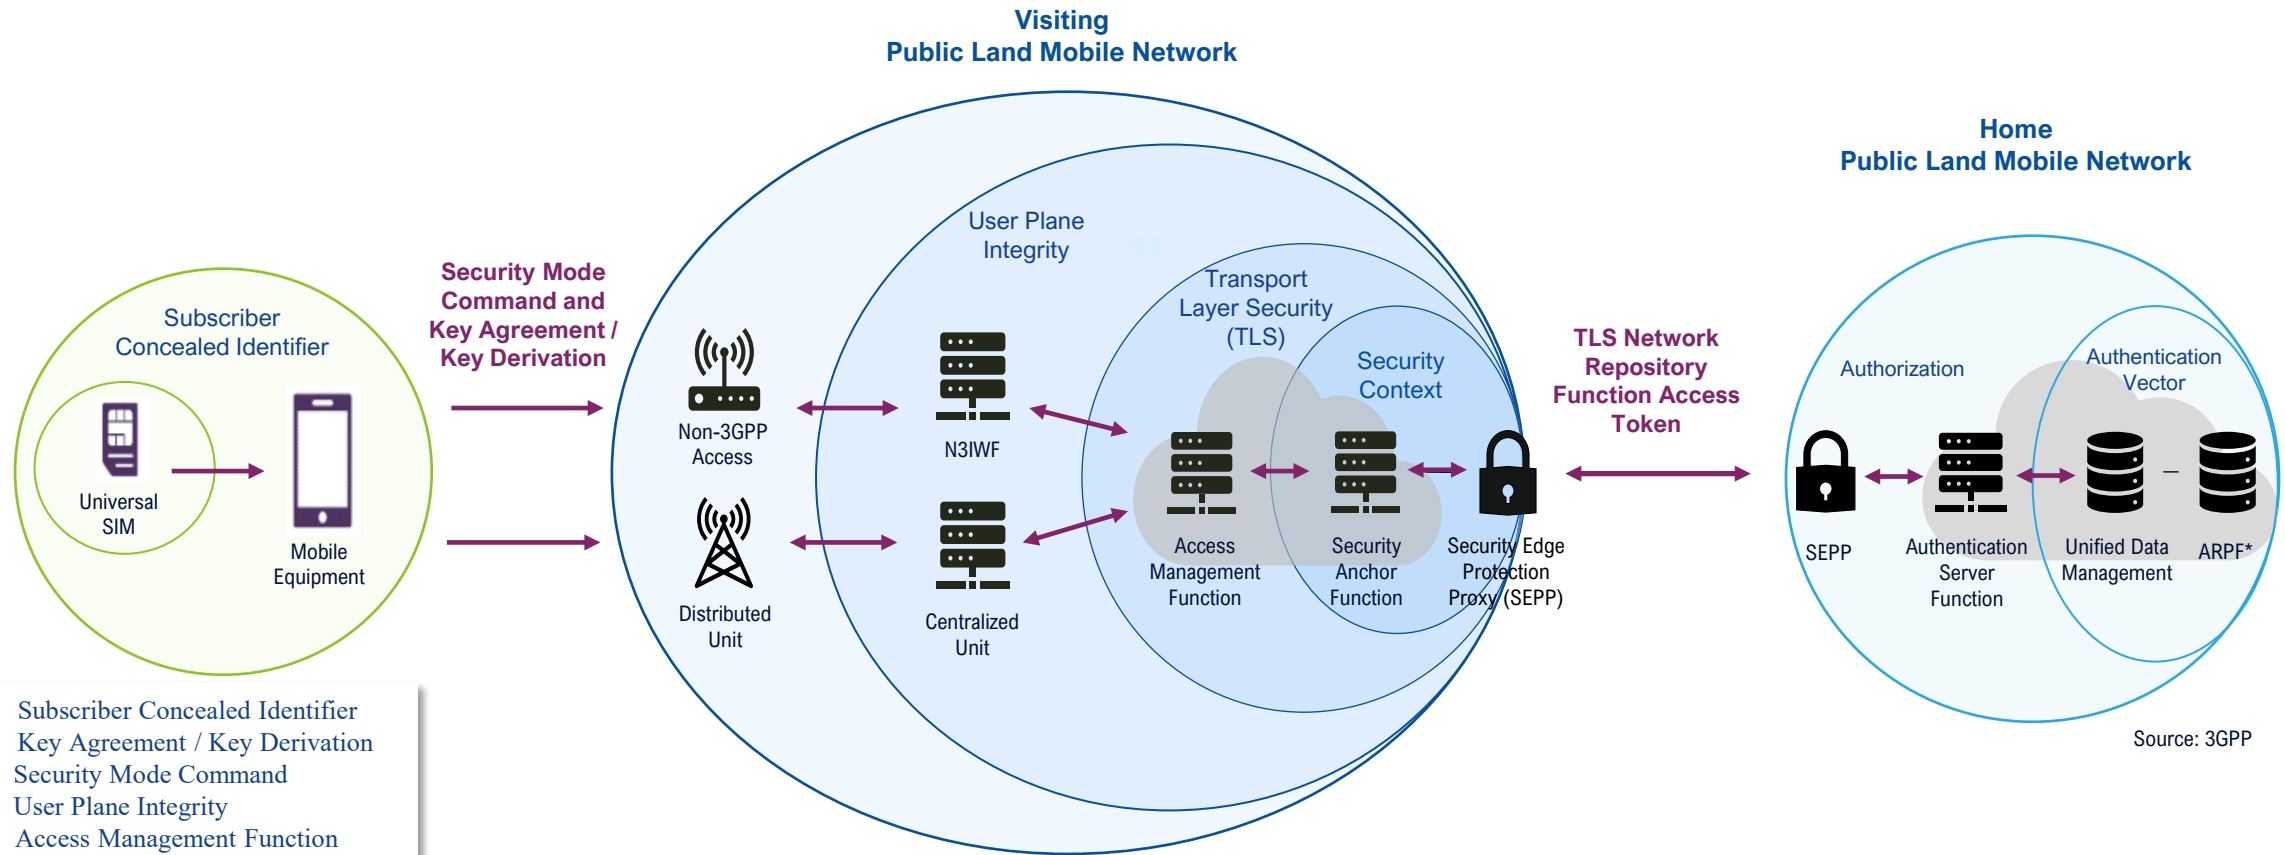 Visiting
Public Land Mobile Network
Home
Public Land Mobile Network
Subscriber
Concealed Identifier
Universal
SIM
Mobile
Equipment
Security Mode
Command and
Key Agreement /
Key Derivation
User Plane
Integrity
TLS
Transport
Layer Security
(TLS)
Security
Context
Non-3GPP
Access
N3IWF
Distributed
Unit
Centralized
Unit
Access
Management
Function
Security
Anchor
Function
Security Edge
Protection
Proxy (SEPP)
TLS Network
Repository
Function Access
Token
Authorization
Authentication
Vector
SEPP
Authentication
Server
Function
Unified Data
Management
–
ARPF*
Source: 3GPP
Subscriber Concealed Identifier
Key Agreement / Key Derivation
Security Mode Command
User Plane Integrity
Access Management Function